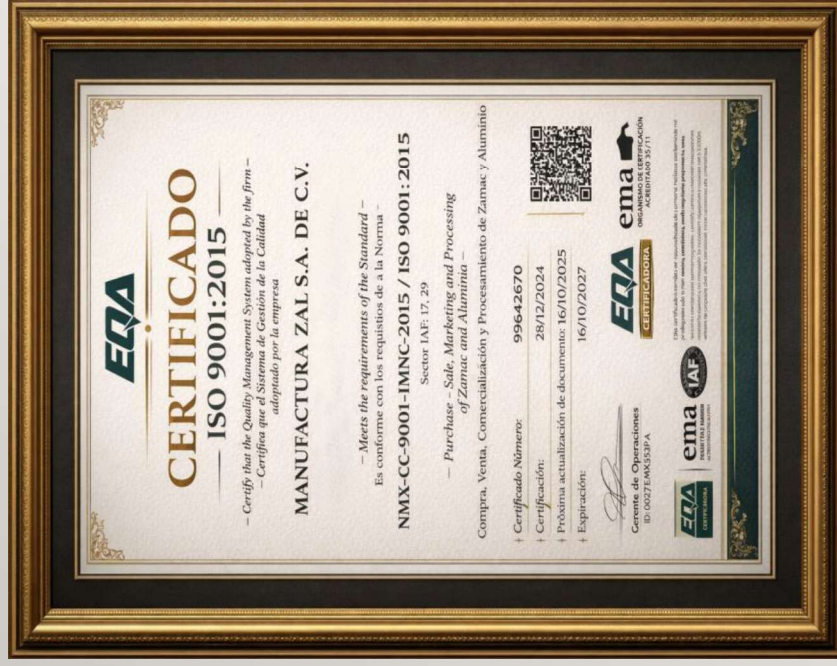 EQA
CERTIFICADO
ISO 9001:2015
– Certify that the Quality Management System adopted by the firm –
– Certifica que el Sistema de Gestión de la Calidad
adoptado por la empresa
MANUFACTURA ZAL S.A. DE C.V.
– Meets the requirements of the Standard –
Es conforme con los requistios de a la Norma -
NMX-CC-9001-IMNC-2015 / ISO 9001:2015
Sector IAF: 17, 29
– Purchase – Sale, Marketing and Processing
of Zamac and Aluminia –
Compra, Venta, Comercialización y Procesamiento de Zamac y Aluminio
+ Certificado Número: 99642670
+ Certificación: 28/12/2024
+ Próxima actualización de documento: 16/10/2025
+ Expiración: 16/10/2027
Gerente de Operaciones
ID: 0027EMX553PA
EQA
CERTIFICADORA
ema
ORGANISMO DE CERTIFICACIÓN
ACREDITADO 35/11
EQA
CERTIFICADORA
ema
IAF